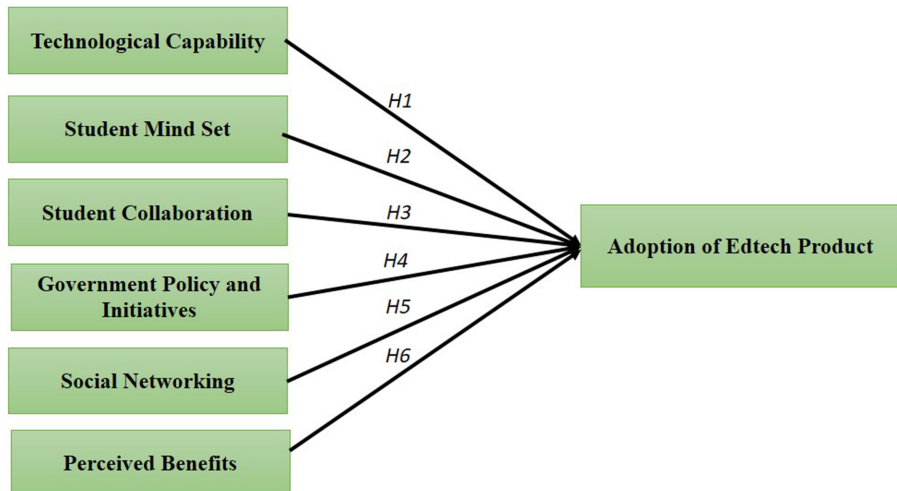 Technological Capability
H1
Student Mind Set
H2
Student Collaboration
H3
Adoption of Edtech Product
Government Policy and
Initiatives
H4
H5
Social Networking
H6
Perceived Benefits